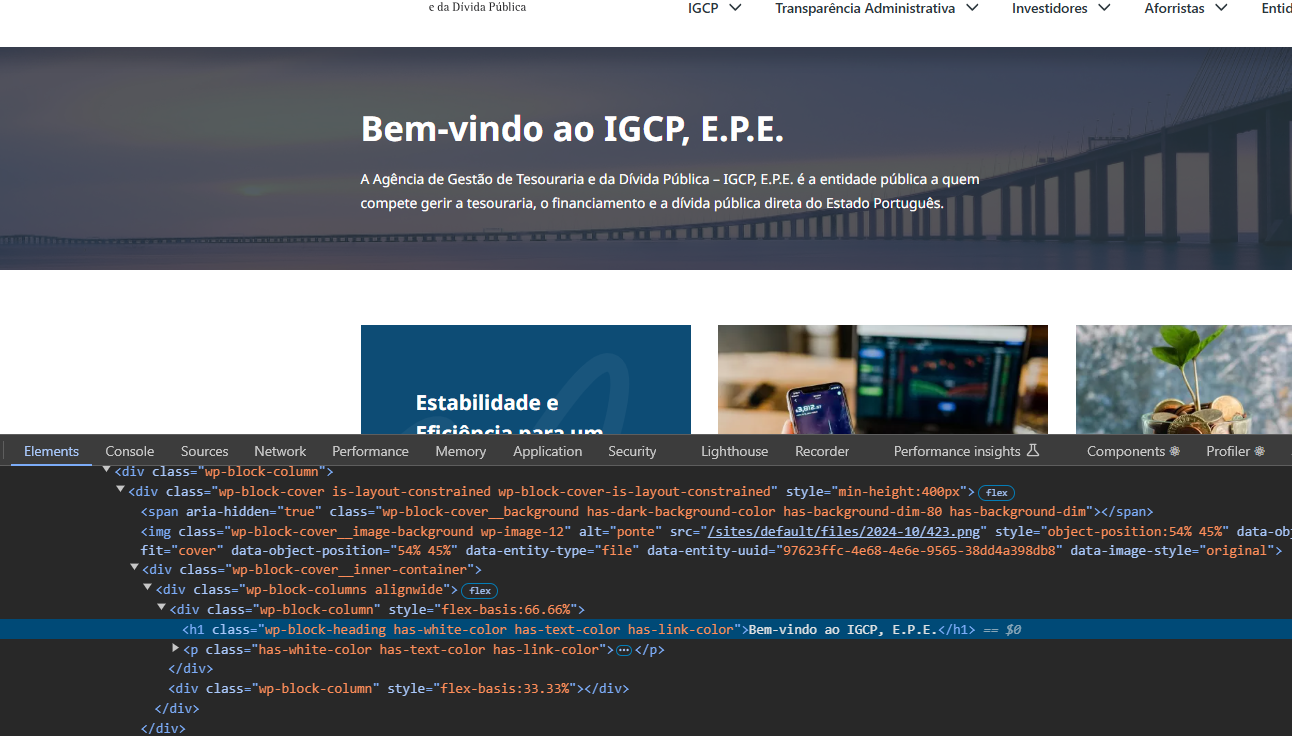 e da Dívida Pública
IGCP Transparência Administrativa Investidores Aforristas Entid
Bem-vindo ao IGCP, E.P.E.
A Agência de Gestão de Tesouraria e da Dívida Pública – IGCP, E.P.E. é a entidade pública a quem
compete gerir a tesouraria, o financiamento e a dívida pública direta do Estado Português.
Estabilidade e
Eficiência para um
Elements Console Sources Network Performance Memory Application Security Lighthouse Recorder Performance insights Components Profiler
<div class="wp-block-column">
<div class="wp-block-cover is-layout-constrained wp-block-cover-is-layout-constrained" style="min-height:400px"> flex
<span aria-hidden="true" class="wp-block-cover__background has-dark-background-color has-background-dim-80 has-background-dim"></span>
<img class="wp-block-cover__image-background wp-image-12" alt="ponte" src="/sites/default/files/2024-10/423.png" style="object-position:54% 45%" data-ob
fit="cover" data-object-position="54% 45%" data-entity-type="file" data-entity-uuid="97623ffc-4e68-4e6e-9565-38dd4a398db8" data-image-style="original">
<div class="wp-block-cover__inner-container">
<div class="wp-block-columns alignwide"> flex
<div class="wp-block-column" style="flex-basis:66.66%">
<h1 class="wp-block-heading has-white-color has-text-color has-link-color">Bem-vindo ao IGCP, E.P.E.</h1> == $0
<p class="has-white-color has-text-color has-link-color">…</p>
</div>
<div class="wp-block-column" style="flex-basis:33.33%"></div>
</div>
</div>